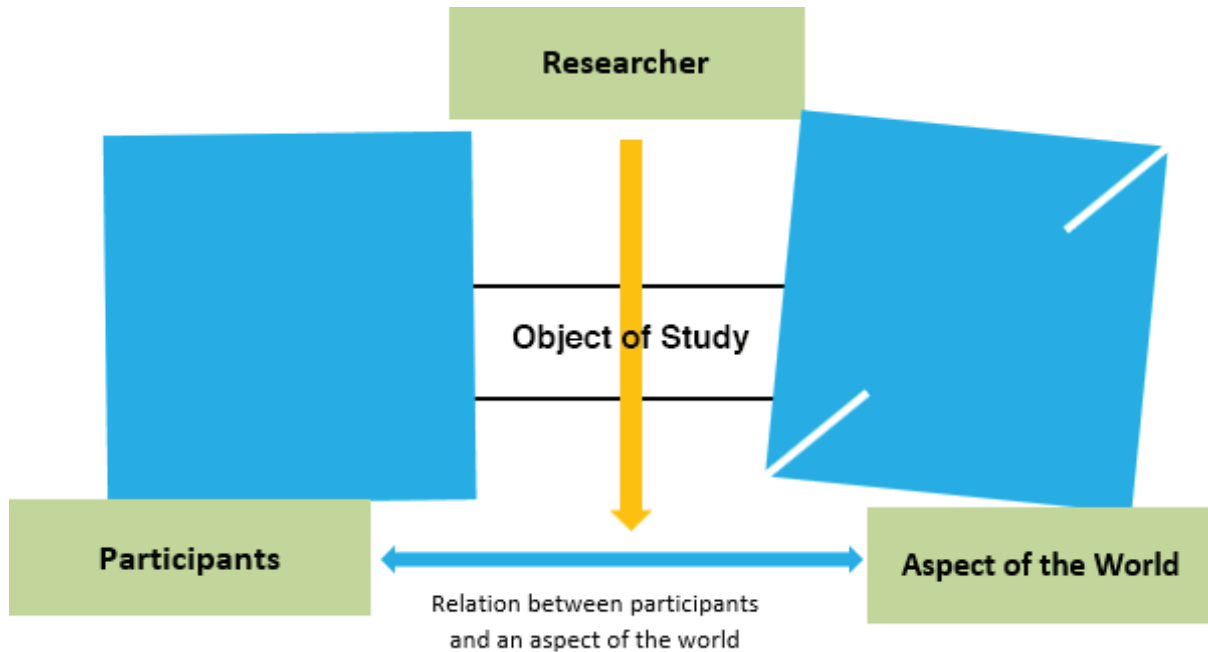 Researcher
Object of Study
Participants
Aspect of the World
Relation between participants
and an aspect of the world